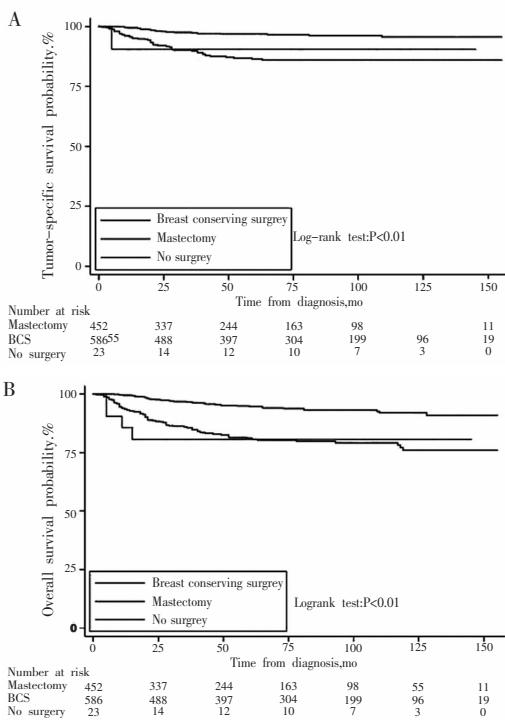 A
Tumor-specific survival probability.%
100
75
50
25
0
Breast conserving surgrey
Mastectomy
No surgrey
Log-rank test:P<0.01
0 25 50 75 100 125 150
Time from diagnosis,mo
Number at risk
Mastectomy 452 337 244 163 98 11
BCS 58655 488 397 304 199 96 19
No surgery 23 14 12 10 7 3 0
B
Overall survival probability.%
100
75
50
25
0
Breast conserving surgrey
Mastectomy
No surgrey
Logrank test:P<0.01
0 25 50 75 100 125 150
Time from diagnosis,mo
Number at risk
Mastectomy 452 337 244 163 98 55 11
BCS 586 488 397 304 199 96 19
No surgery 23 14 12 10 7 3 0